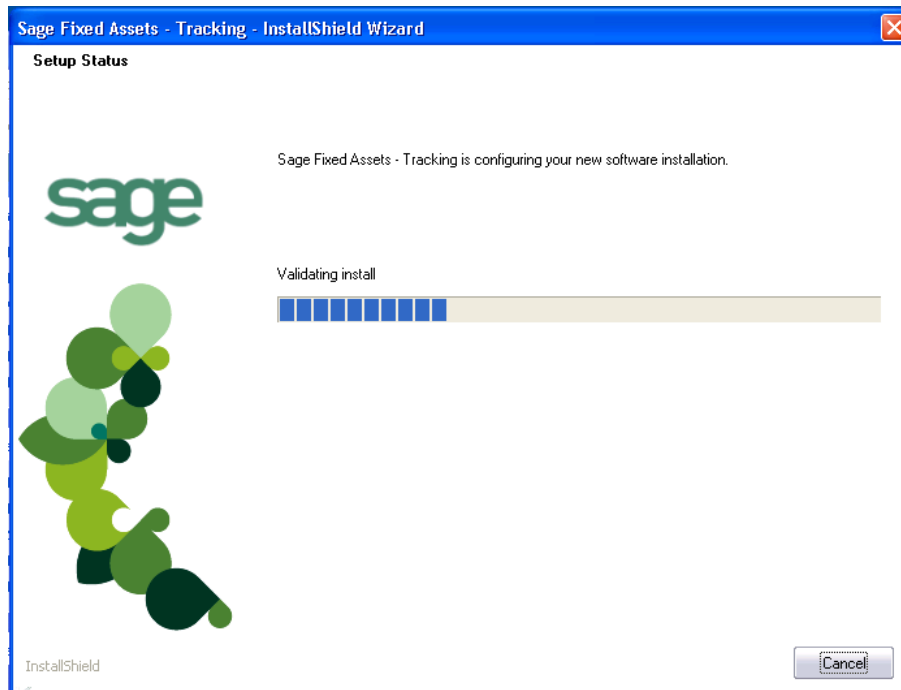 Sage Fixed Assets - Tracking - InstallShield Wizard
Setup Status
Sage Fixed Assets - Tracking is configuring your new software installation.
sage
Validating install
InstallShield
Cancel